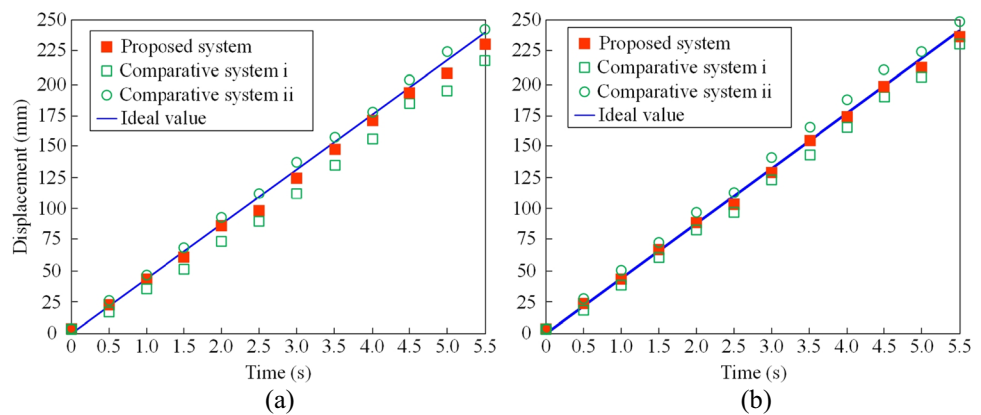 250
225
200
175
150
125
100
75
50
25
0
Displacement (mm)
Proposed system
Comparative system i
Comparative system ii
Ideal value
0 0.5 1.0 1.5 2.0 2.5 3.0 3.5 4.0 4.5 5.0 5.5
Time (s)
(a)
250
225
200
175
150
125
100
75
50
25
0
Proposed system
Comparative system i
Comparative system ii
Ideal value
0 0.5 1.0 1.5 2.0 2.5 3.0 3.5 4.0 4.5 5.0 5.5
Time (s)
(b)